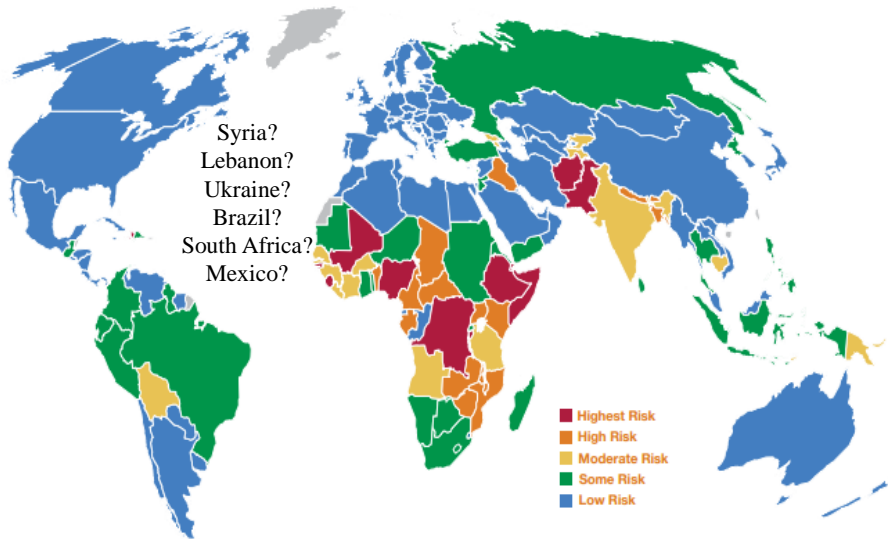 Syria?
Lebanon?
Ukraine?
Brazil?
South Africa?
Mexico?
Highest Risk
High Risk
Moderate Risk
Some Risk
Low Risk